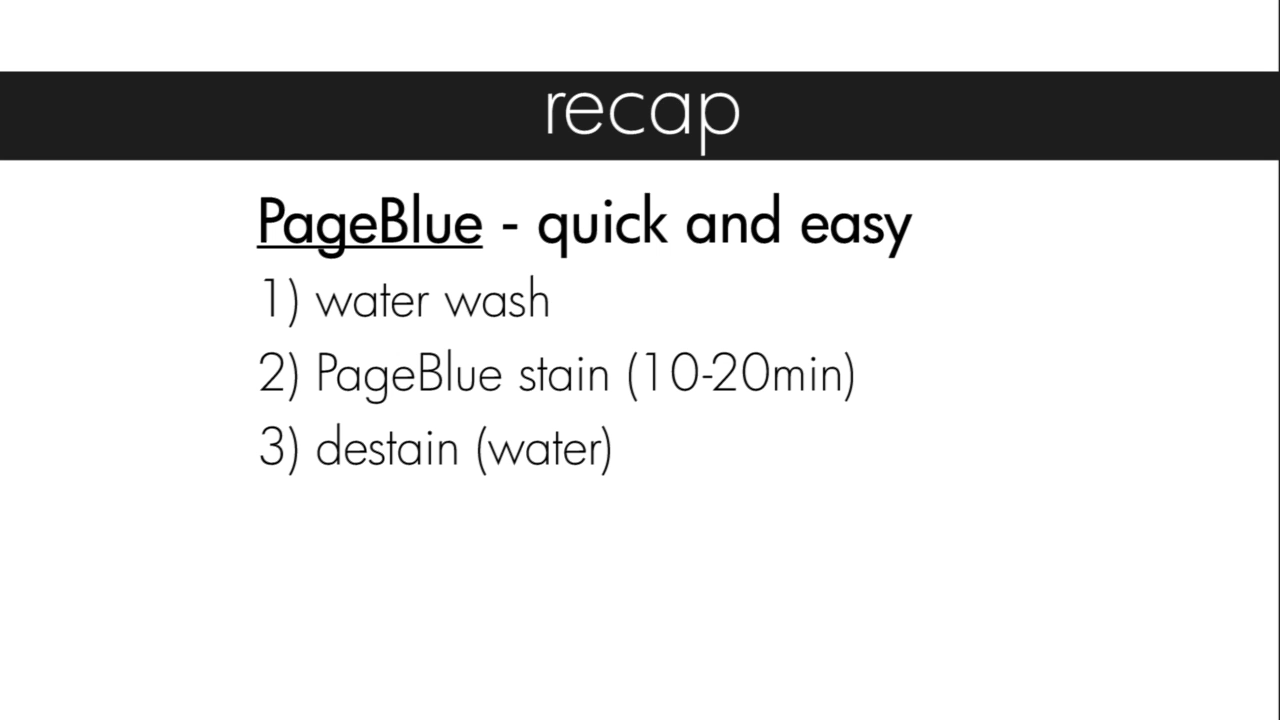 recap
PageBlue - quick and easy
1) water wash
2) PageBlue stain (10-20min)
3) destain (water)